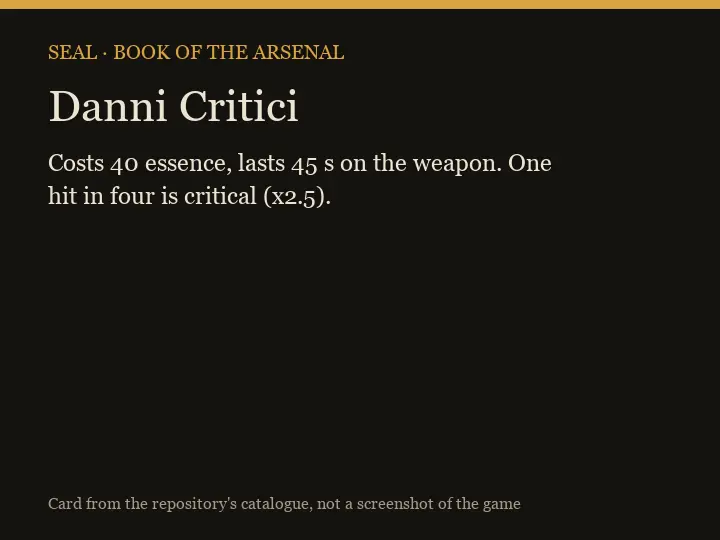 SEAL · BOOK OF THE ARSENAL
Danni Critici
Costs 40 essence, lasts 45 s on the weapon. One
hit in four is critical (x2.5).
Card from the repository's catalogue, not a screenshot of the game